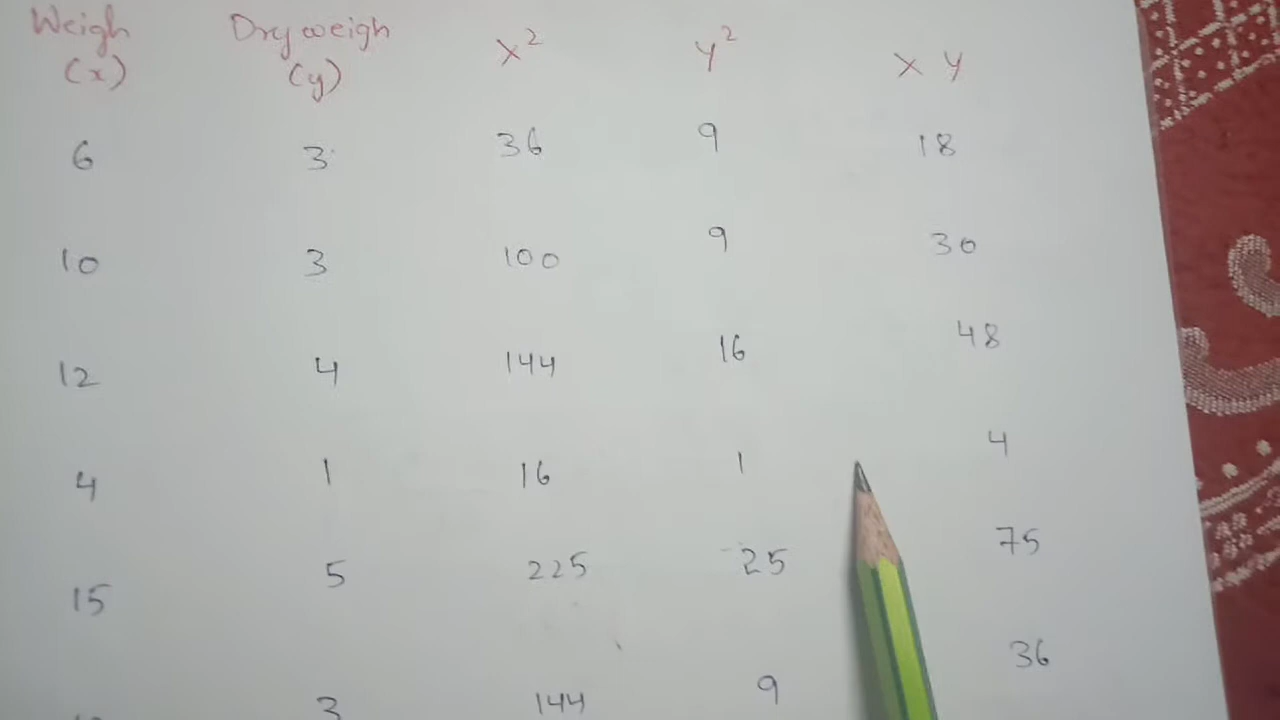 Weigh Dry weigh x² y² x y
(x) (y)
6 3 36 9 18
10 3 100 9 30
12 4 144 16 48
4 1 16 1 4
15 5 225 25 75
3 144 9 36